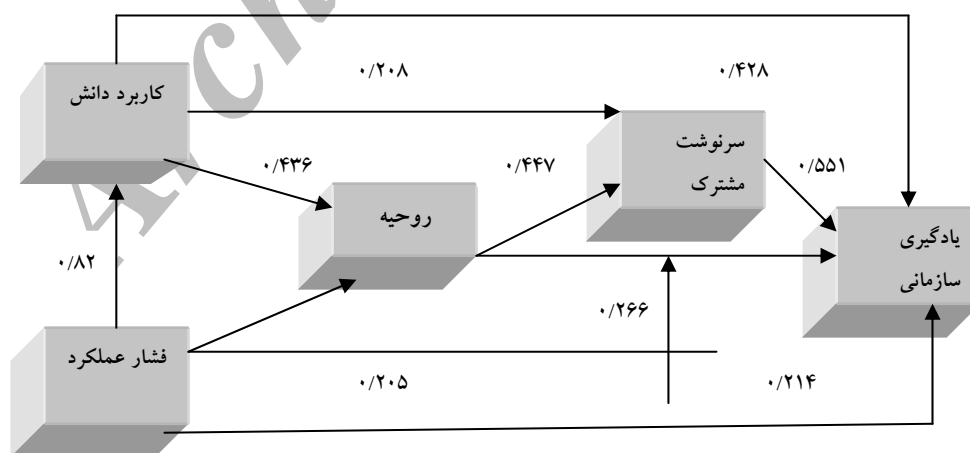 ۰/۲۰۸
۰/۴۲۸
کاربرد دانش
سرنوشت
مشترک
۰/۴۳۶
۰/۴۴۷
۰/۵۵۱
روحیه
یادگیری
سازمانی
۰/۸۲
۰/۲۶۶
فشار عملکرد
۰/۲۰۵
۰/۲۱۴